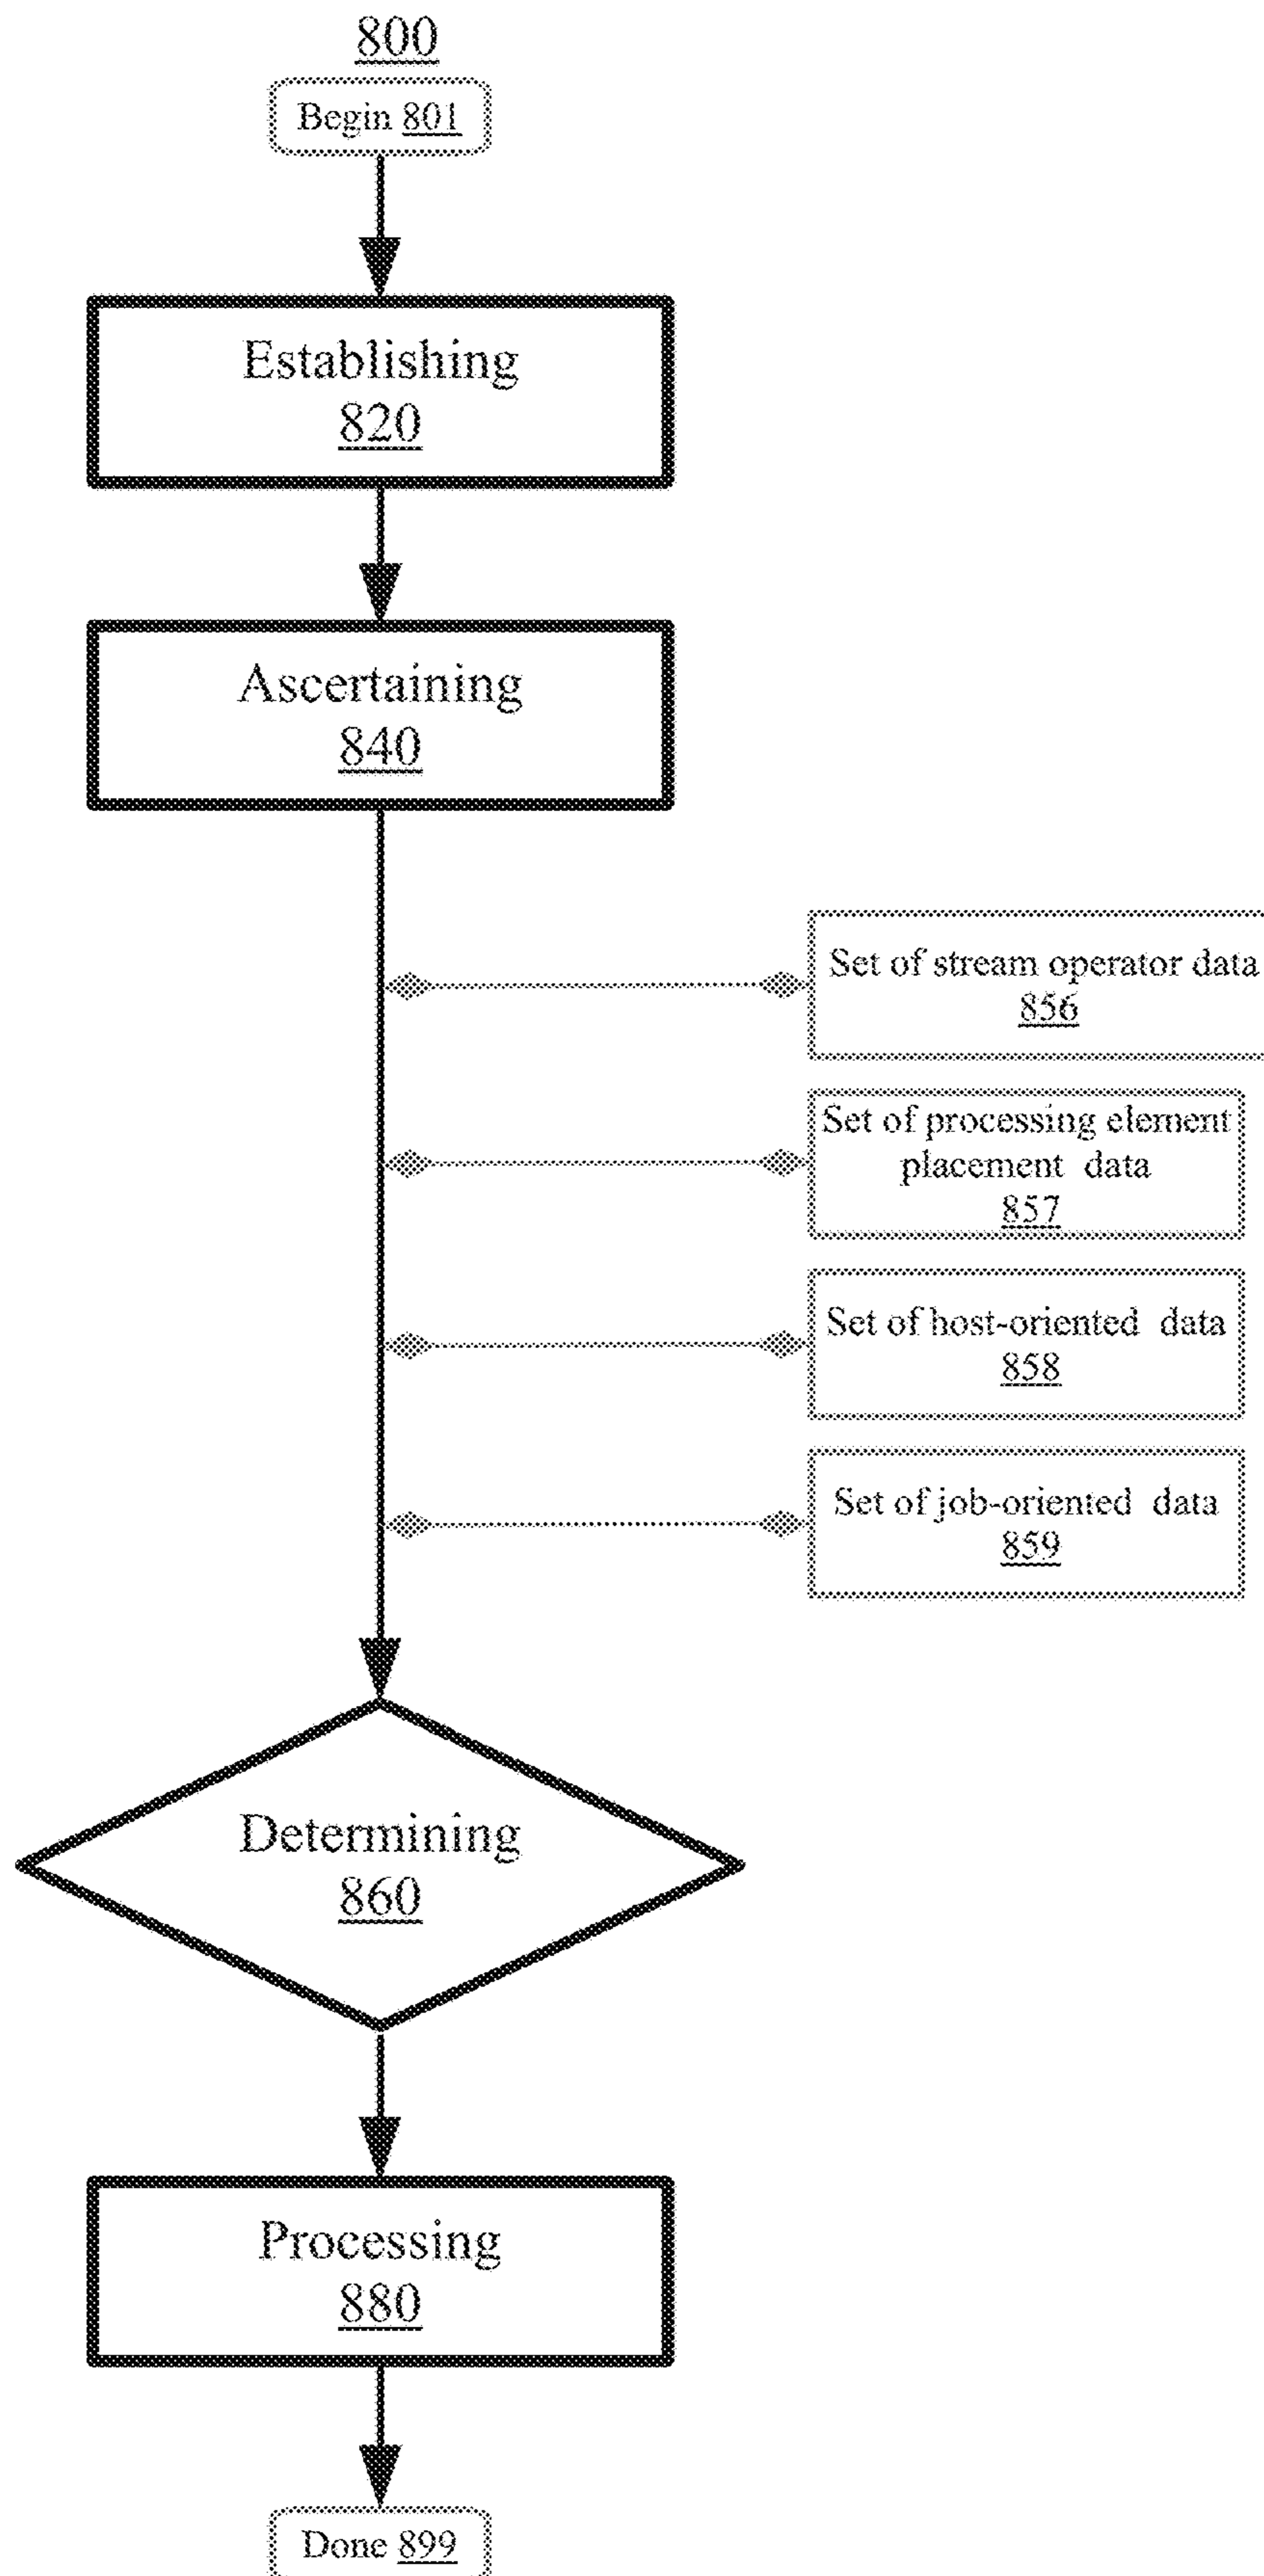 800
Begin 801
Establishing
820
Ascertaining
840
Set of stream operator data
856
Set of processing element
placement data
857
Set of host-oriented data
858
Set of job-oriented data
859
Determining
860
Processing
880
Done 899